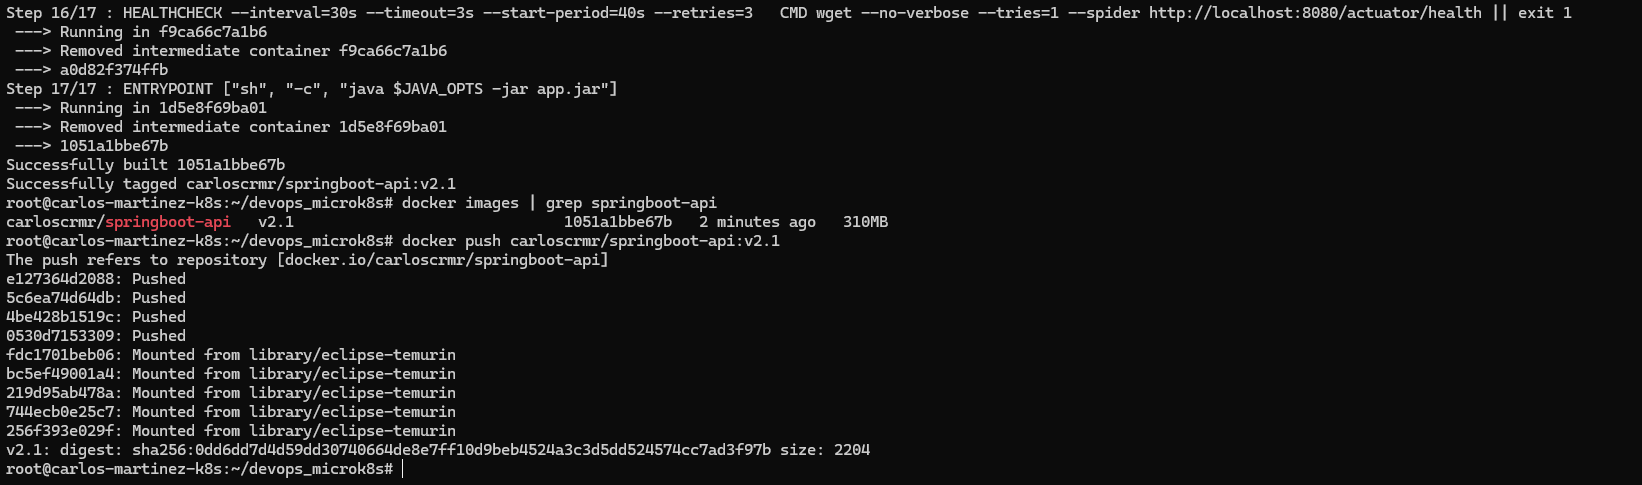 Step 16/17 : HEALTHCHECK --interval=30s --timeout=3s --start-period=40s --retries=3   CMD wget --no-verbose --tries=1 --spider http://localhost:8080/actuator/health || exit 1
 ---> Running in f9ca66c7a1b6
 ---> Removed intermediate container f9ca66c7a1b6
 ---> a0d82f374ffb
Step 17/17 : ENTRYPOINT ["sh", "-c", "java $JAVA_OPTS -jar app.jar"]
 ---> Running in 1d5e8f69ba01
 ---> Removed intermediate container 1d5e8f69ba01
 ---> 1051a1bbe67b
Successfully built 1051a1bbe67b
Successfully tagged carloscrmr/springboot-api:v2.1
root@carlos-martinez-k8s:~/devops_microk8s# docker images | grep springboot-api
carloscrmr/springboot-api   v2.1                              1051a1bbe67b   2 minutes ago   310MB
root@carlos-martinez-k8s:~/devops_microk8s# docker push carloscrmr/springboot-api:v2.1
The push refers to repository [docker.io/carloscrmr/springboot-api]
e127364d2088: Pushed
5c6ea74d64db: Pushed
4be428b1519c: Pushed
0530d7153309: Pushed
fdc1701beb06: Mounted from library/eclipse-temurin
bc5ef49001a4: Mounted from library/eclipse-temurin
219d95ab478a: Mounted from library/eclipse-temurin
744ecb0e25c7: Mounted from library/eclipse-temurin
256f393e029f: Mounted from library/eclipse-temurin
v2.1: digest: sha256:0dd6dd7d4d59dd30740664de8e7ff10d9beb4524a3c3d5dd524574cc7ad3f97b size: 2204
root@carlos-martinez-k8s:~/devops_microk8s#